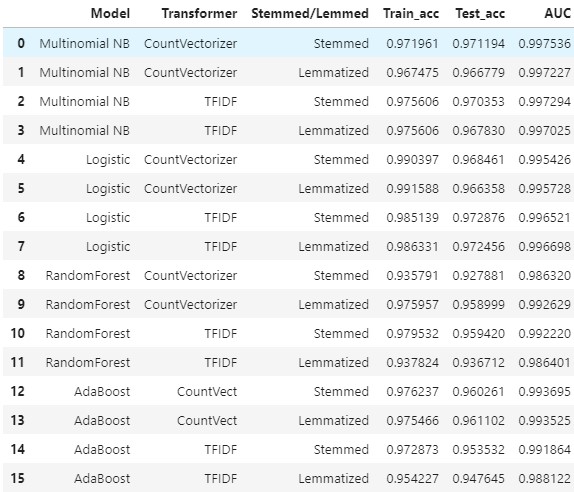 Model Transformer Stemmed/Lemmed Train_acc Test_acc AUC
0 Multinomial NB CountVectorizer Stemmed 0.971961 0.971194 0.997536
1 Multinomial NB CountVectorizer Lemmatized 0.967475 0.966779 0.997227
2 Multinomial NB TFIDF Stemmed 0.975606 0.970353 0.997294
3 Multinomial NB TFIDF Lemmatized 0.975606 0.967830 0.997025
4 Logistic CountVectorizer Stemmed 0.990397 0.968461 0.995426
5 Logistic CountVectorizer Lemmatized 0.991588 0.966358 0.995728
6 Logistic TFIDF Stemmed 0.985139 0.972876 0.996521
7 Logistic TFIDF Lemmatized 0.986331 0.972456 0.996698
8 RandomForest CountVectorizer Stemmed 0.935791 0.927881 0.986320
9 RandomForest CountVectorizer Lemmatized 0.975957 0.958999 0.992629
10 RandomForest TFIDF Stemmed 0.979532 0.959420 0.992220
11 RandomForest TFIDF Lemmatized 0.937824 0.936712 0.986401
12 AdaBoost CountVect Stemmed 0.976237 0.960261 0.993695
13 AdaBoost CountVect Lemmatized 0.975466 0.961102 0.993525
14 AdaBoost TFIDF Stemmed 0.972873 0.953532 0.991864
15 AdaBoost TFIDF Lemmatized 0.954227 0.947645 0.988122